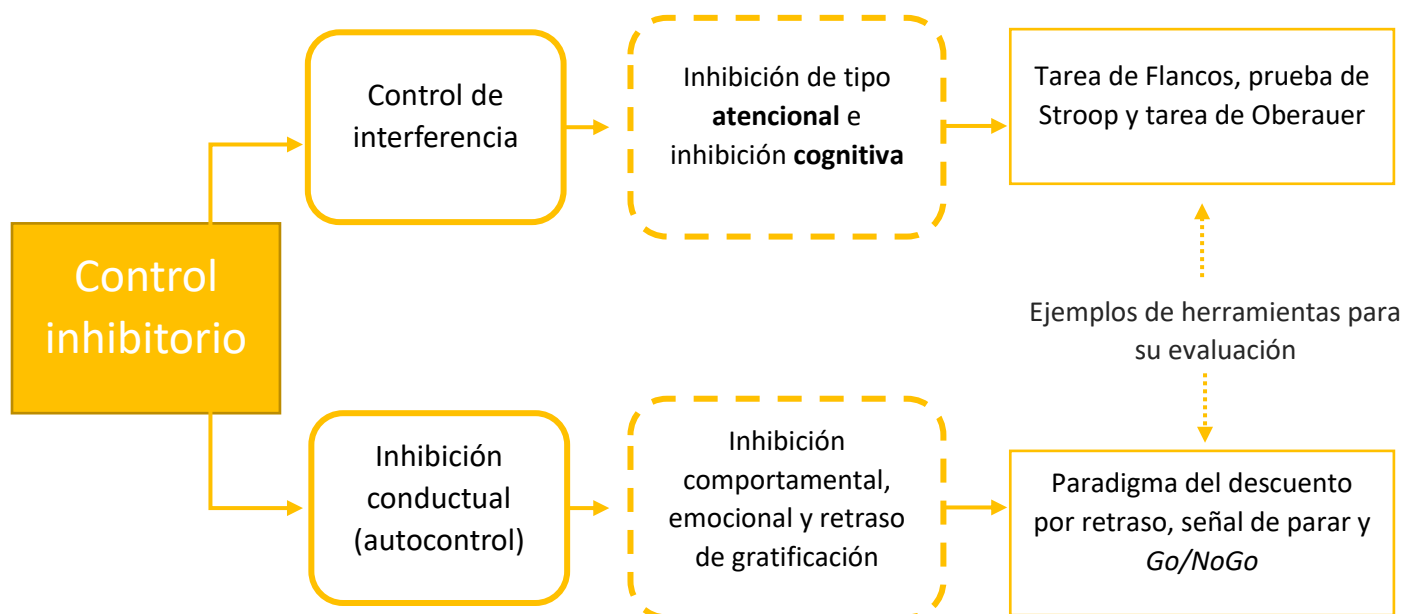 Control
inhibitorio
Control de
interferencia
Inhibición de tipo
atencional e
inhibición cognitiva
Tarea de Flancos, prueba de
Stroop y tarea de Oberauer
Ejemplos de herramientas para
su evaluación
Inhibición
conductual
(autocontrol)
Inhibición
comportamental,
emocional y retraso
de gratificación
Paradigma del descuento
por retraso, señal de parar y
Go/NoGo